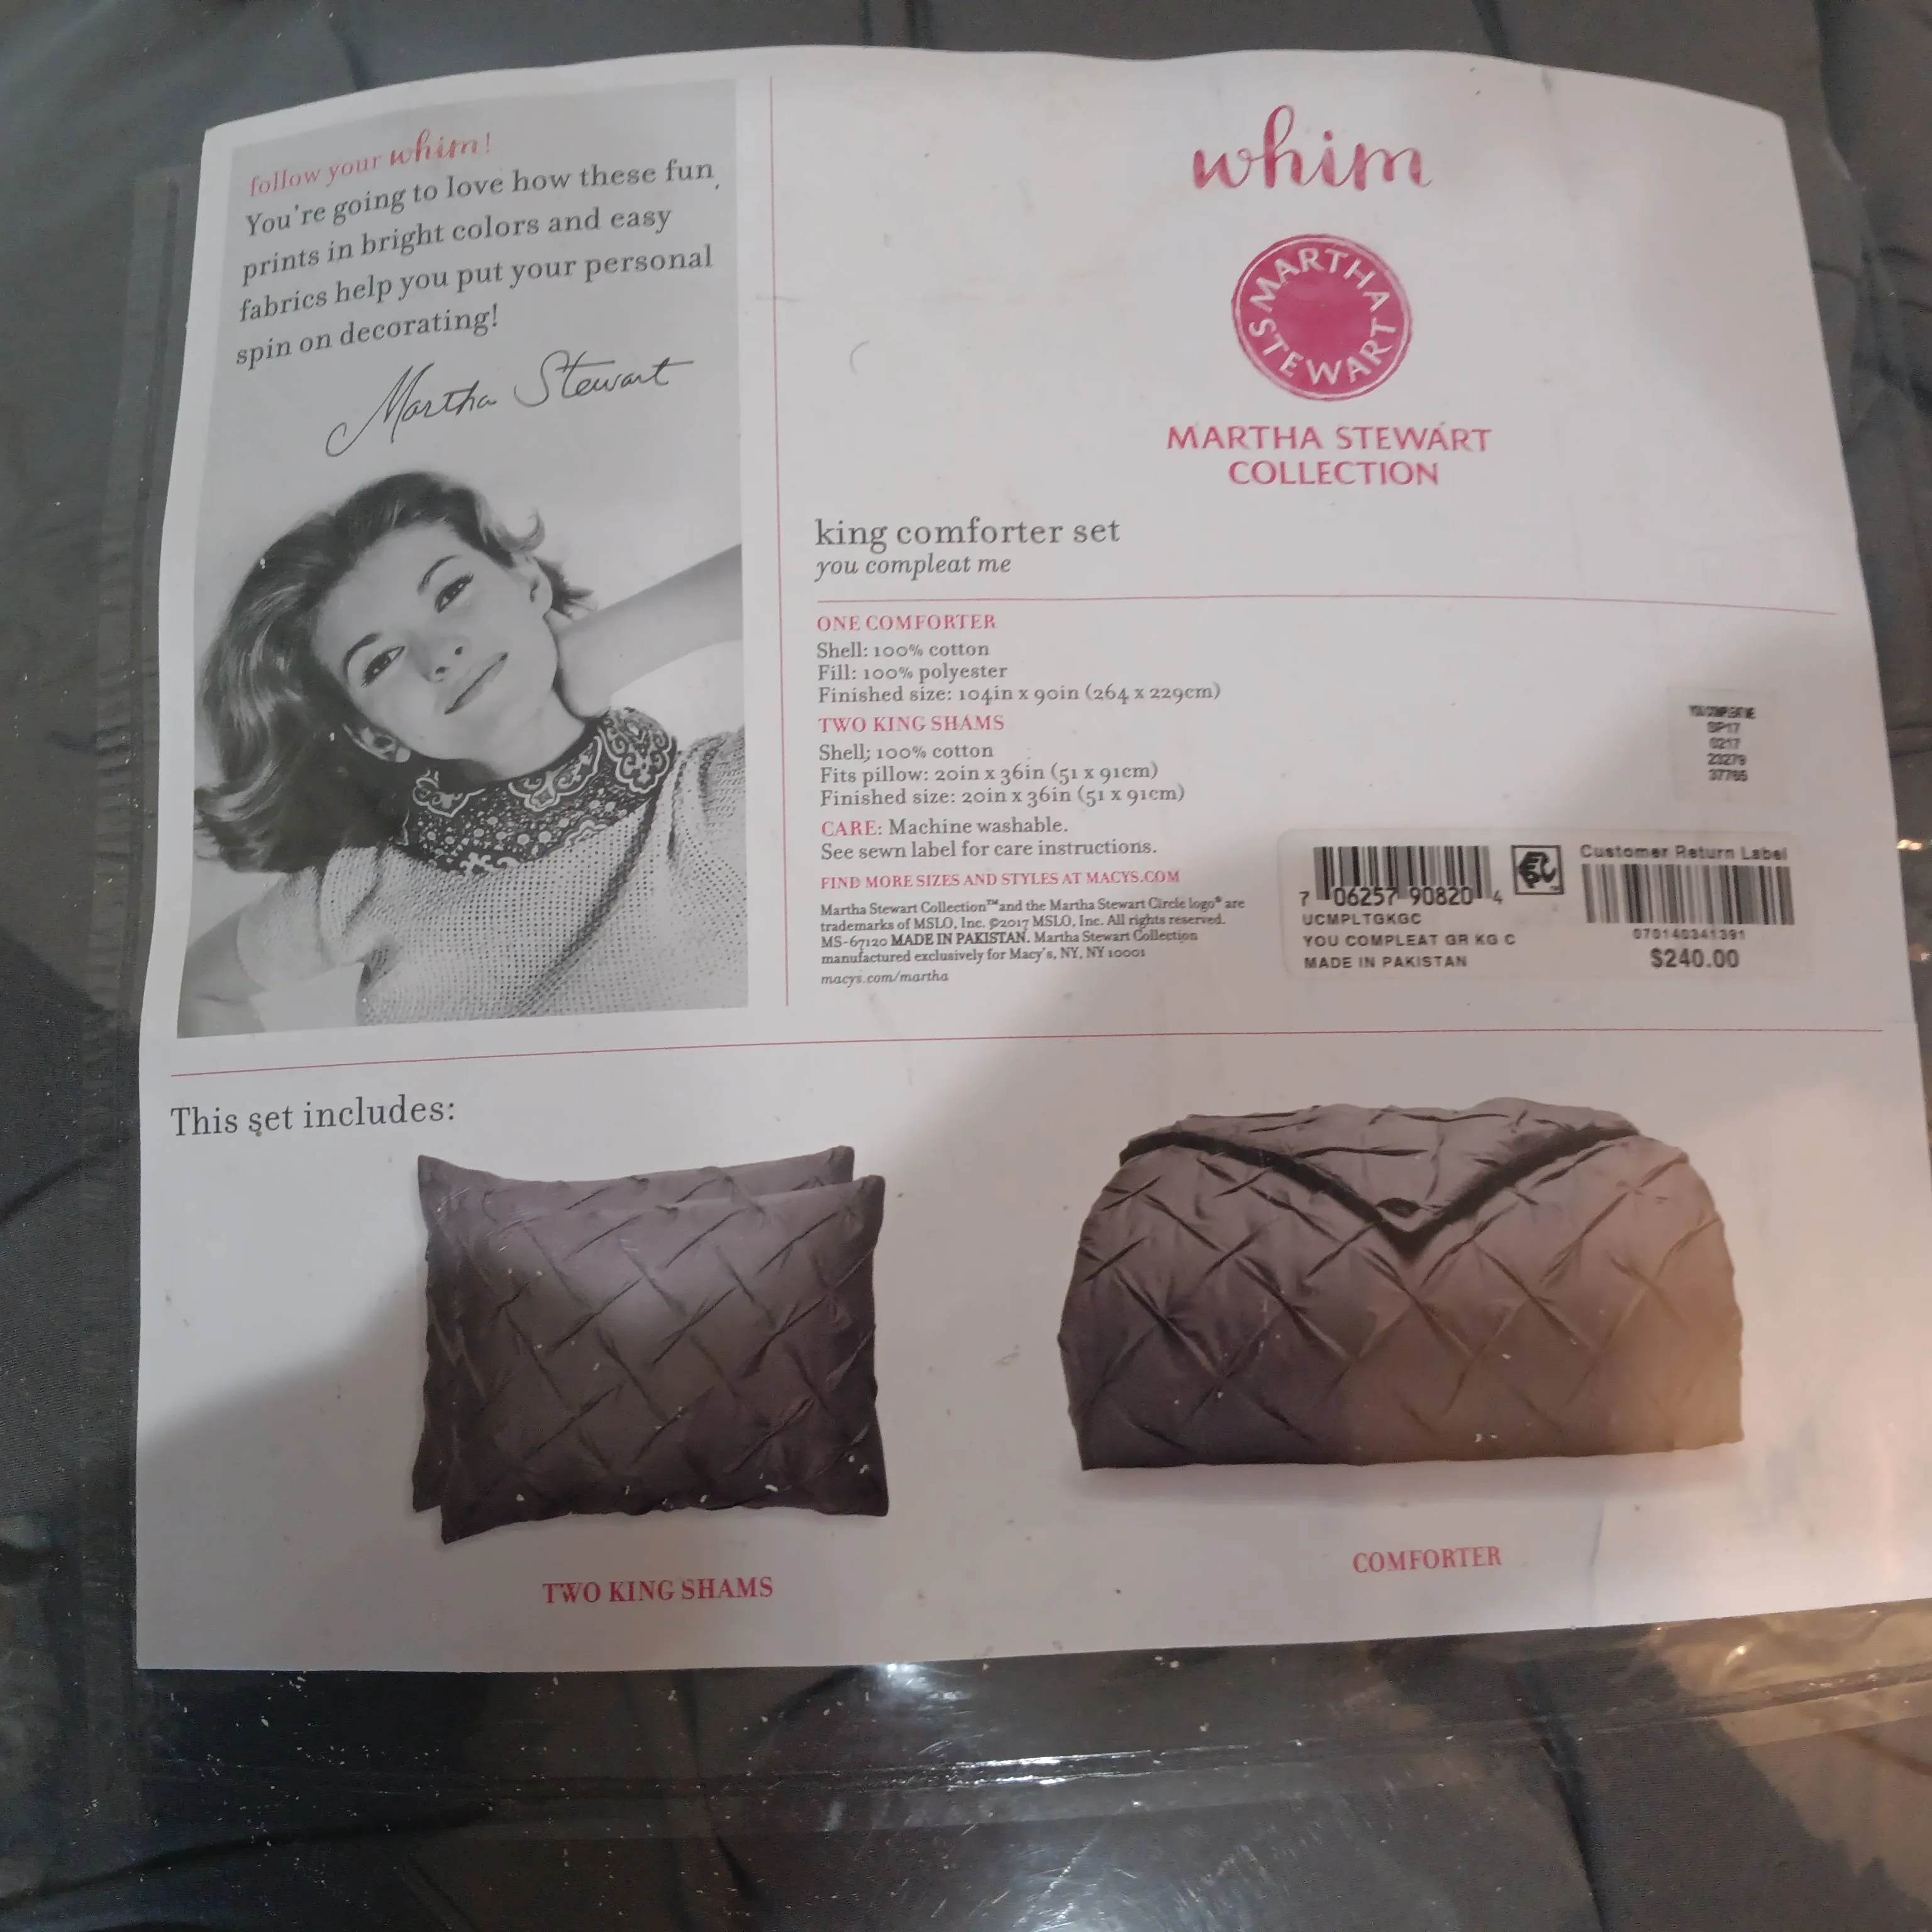 follow your whim!
You're going to love how these fun
prints in bright colors and easy
fabrics help you put your personal
spin on decorating!
Martha Stewart
whim
MARTHA STEWART
MARTHA STEWART
COLLECTION
king comforter set
you compleat me
ONE COMFORTER
Shell: 100% cotton
Fill: 100% polyester
Finished size: 104in x 90in (264 x 229cm)
TWO KING SHAMS
Shell: 100% cotton
Fits pillow: 20in x 36in (51 x 91cm)
Finished size: 20in x 36in (51 x 91cm)
CARE: Machine washable.
See sewn label for care instructions.
FIND MORE SIZES AND STYLES AT MACYS.COM
Martha Stewart Collection™ and the Martha Stewart Circle logo® are
trademarks of MSLO, Inc. ©2017 MSLO, Inc. All rights reserved.
MS-67120 MADE IN PAKISTAN. Martha Stewart Collection
manufactured exclusively for Macy's, NY, NY 10001
macys.com/martha
YOU COMPLEAT ME
SP17
0217
23279
37765
7 06257 90820 4
UCMPLTGKGC
YOU COMPLEAT GR KG C
MADE IN PAKISTAN
Customer Return Label
070140341391
$240.00
This set includes:
TWO KING SHAMS
COMFORTER